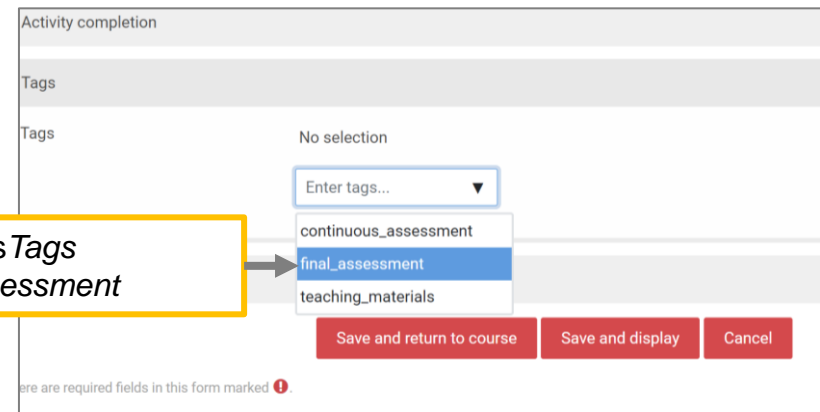 Activity completion
Tags
Tags
No selection
Enter tags...
continuous_assessment
sTags
final_assessment
essment
teaching_materials
Save and return to course Save and display Cancel
ere are required fields in this form marked .